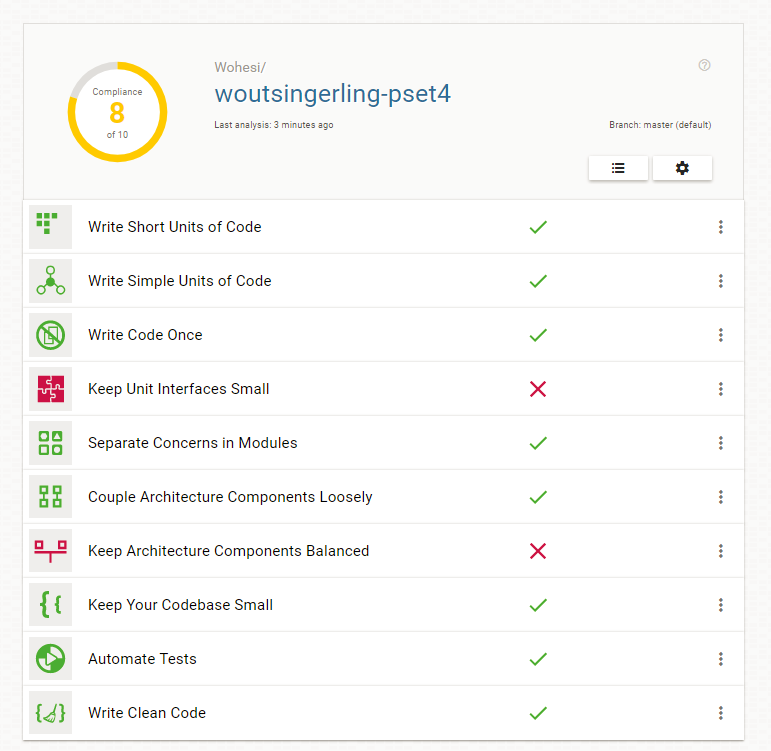 Compliance
8
of 10
Wohesi/
woutsingerling-pset4
Last analysis: 3 minutes ago
Branch: master (default)
Write Short Units of Code
Write Simple Units of Code
Write Code Once
Keep Unit Interfaces Small
Separate Concerns in Modules
Couple Architecture Components Loosely
Keep Architecture Components Balanced
Keep Your Codebase Small
Automate Tests
Write Clean Code